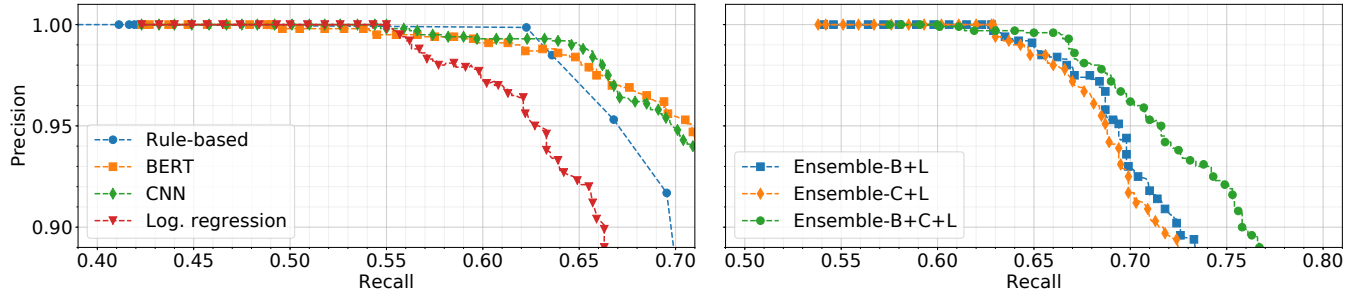 Precision
1.00
0.95
0.90
Rule-based
BERT
CNN
Log. regression
0.40 0.45 0.50 0.55 0.60 0.65 0.70
Recall
Ensemble-B+L
Ensemble-C+L
Ensemble-B+C+L
0.50 0.55 0.60 0.65 0.70 0.75 0.80
Recall